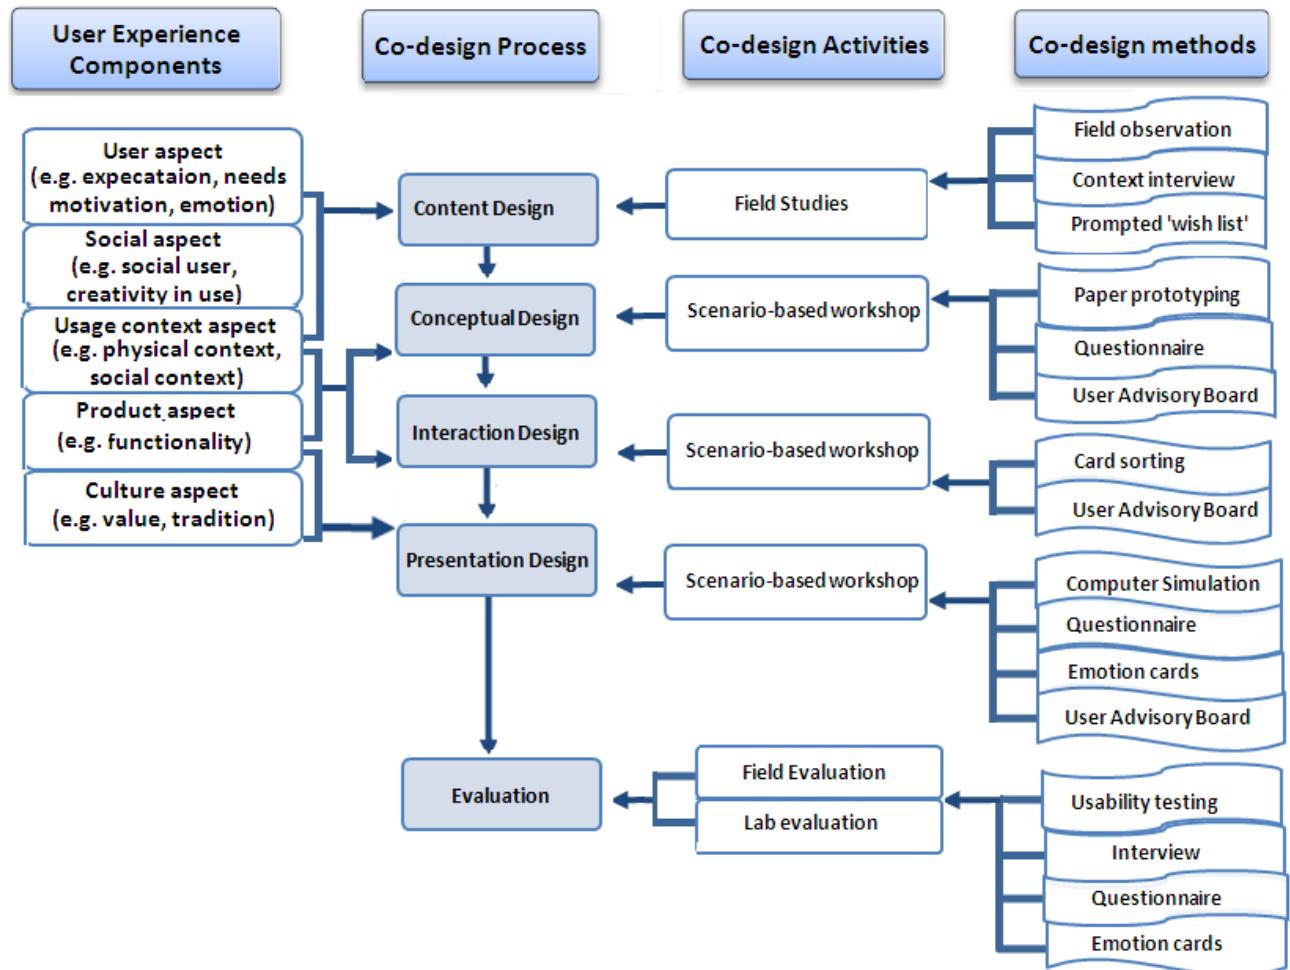 User Experience
Components
Co-design Process
Co-design Activities
Co-design methods
User aspect
(e.g. expecataion, needs
motivation, emotion)
Social aspect
(e.g. social user,
creativity in use)
Usage context aspect
(e.g. physical context,
social context)
Product aspect
(e.g. functionality)
Culture aspect
(e.g. value, tradition)
Content Design
Conceptual Design
Interaction Design
Presentation Design
Evaluation
Field Studies
Scenario-based workshop
Scenario-based workshop
Scenario-based workshop
Field Evaluation
Lab evaluation
Field observation
Context interview
Prompted 'wish list'
Paper prototyping
Questionnaire
User Advisory Board
Card sorting
User Advisory Board
Computer Simulation
Questionnaire
Emotion cards
User Advisory Board
Usability testing
Interview
Questionnaire
Emotion cards